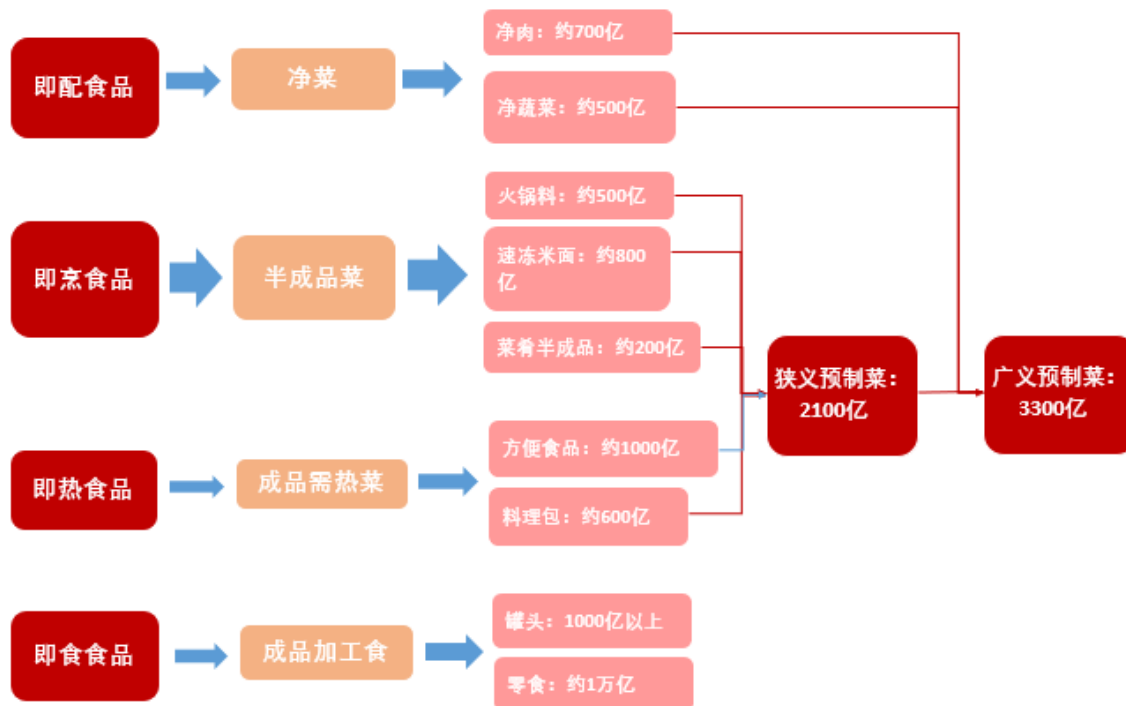 即配食品
净菜
净肉：约700亿
净蔬菜：约500亿
即烹食品
半成品菜
火锅料：约500亿
速冻米面：约800
亿
菜肴半成品：约200亿
狭义预制菜：
2100亿
广义预制菜：
3300亿
即热食品
成品需热菜
方便食品：约1000亿
料理包：约600亿
即食食品
成品加工食
罐头：1000亿以上
零食：约1万亿